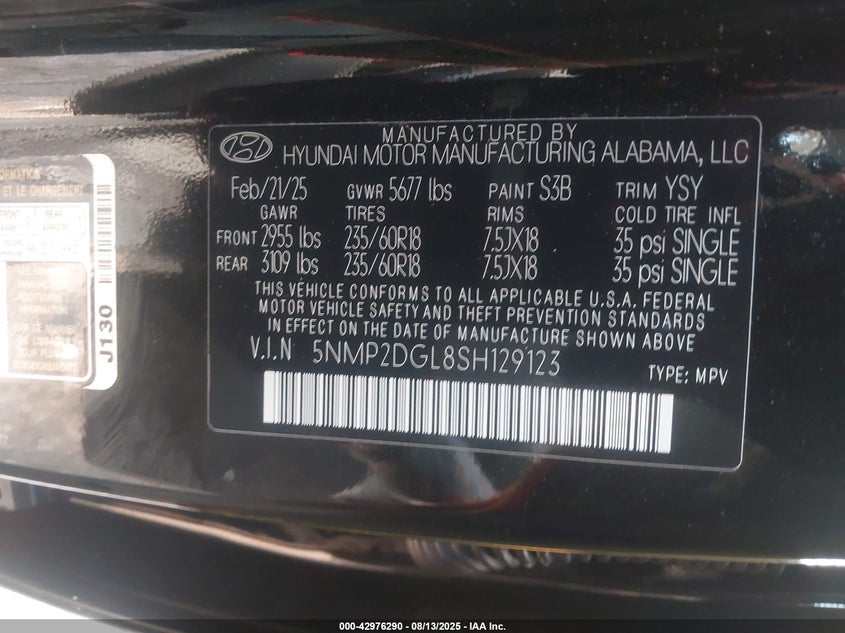 MANUFACTURED BY
HYUNDAI MOTOR MANUFACTURING ALABAMA, LLC
Feb/21/25 GVWR 5677 lbs PAINT S3B TRIM YSY
GAWR TIRES RIMS COLD TIRE INFL
FRONT 2955 lbs 235/60R18 7.5JX18 35 psi SINGLE
REAR 3109 lbs 235/60R18 7.5JX18 35 psi SINGLE
THIS VEHICLE CONFORMS TO ALL APPLICABLE U.S.A. FEDERAL
MOTOR VEHICLE SAFETY AND THEFT PREVENTION STANDARDS
IN EFFECT ON THE DATE OF MANUFACTURE SHOWN ABOVE
V.I.N 5NMP2DGL8SH129123
TYPE: MPV
ET LE CHARGEMENT
J130
000-42976290 - 08/13/2025 - IAA Inc.